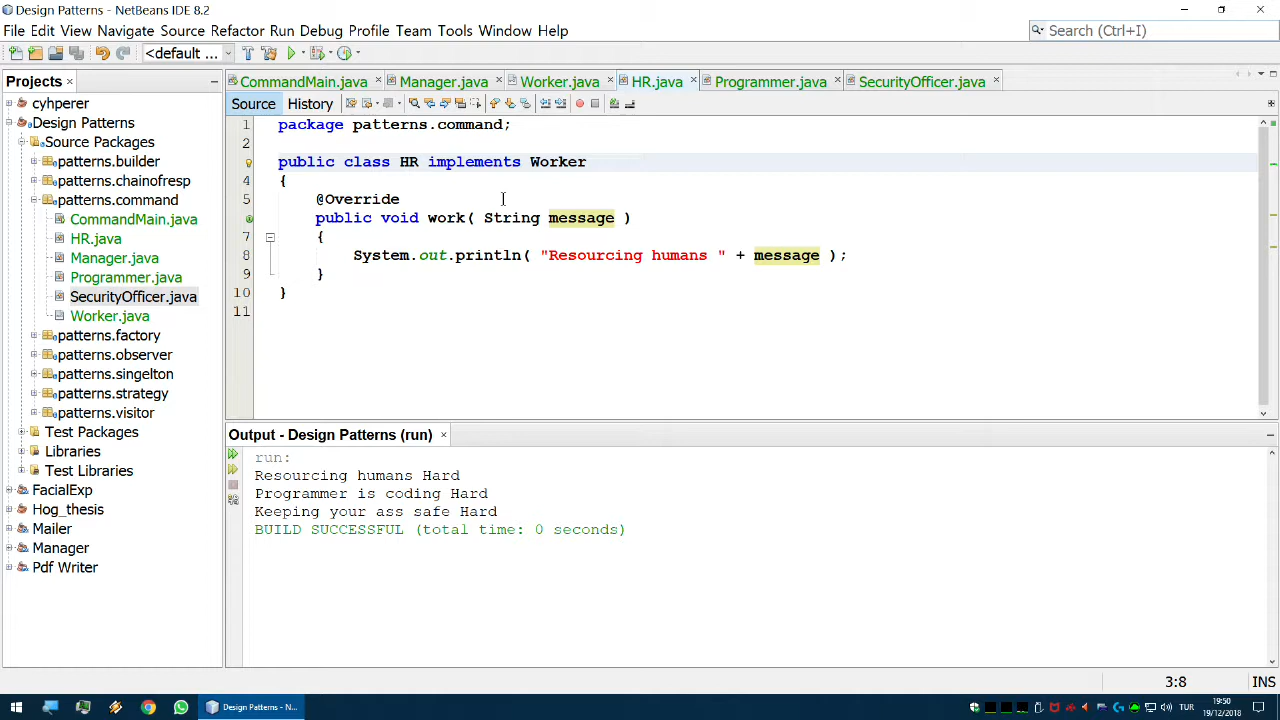 Design Patterns - NetBeans IDE 8.2
File Edit View Navigate Source Refactor Run Debug Profile Team Tools Window Help
Search (Ctrl+I)
<default ...
Projects
CommandMain.java
Manager.java
Worker.java
HR.java
Programmer.java
SecurityOfficer.java
cyhperer
Design Patterns
Source Packages
patterns.builder
patterns.chainofresp
patterns.command
CommandMain.java
HR.java
Manager.java
Programmer.java
SecurityOfficer.java
Worker.java
patterns.factory
patterns.observer
patterns.singelton
patterns.strategy
patterns.visitor
Test Packages
Libraries
Test Libraries
FacialExp
Hog_thesis
Mailer
Manager
Pdf Writer
Source History
1 package patterns.command;
2
public class HR implements Worker
4 {
5 @Override
public void work( String message )
7 {
8 System.out.println( "Resourcing humans " + message );
9 }
10 }
11
Output - Design Patterns (run)
run:
Resourcing humans Hard
Programmer is coding Hard
Keeping your ass safe Hard
BUILD SUCCESSFUL (total time: 0 seconds)
3:8 INS
Design Patterns - N...
TUR
19:50
19/12/2018